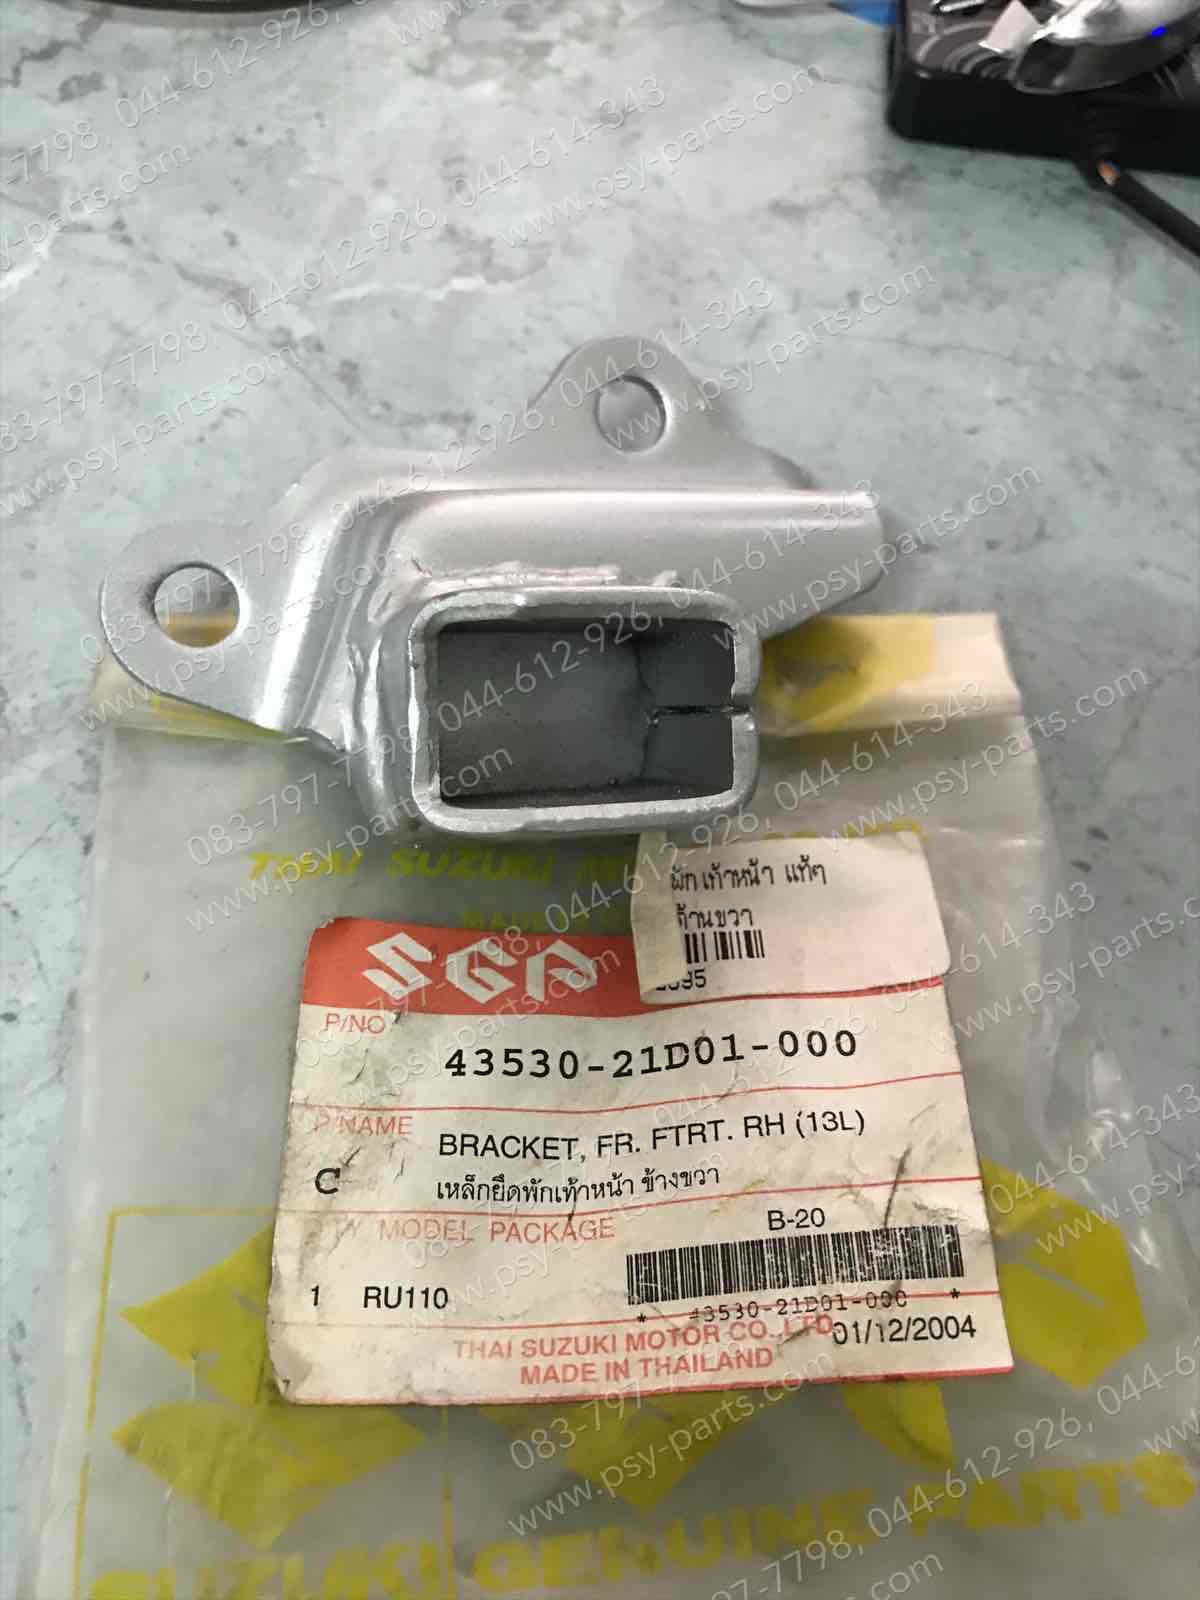 083-797-7798, 044-612-926, 044-614-343
www.psy-parts.com
THAI SUZUKI
MADE
พักเท้าหน้า แท้ๆ
ด้านขวา
SGP
P/NO
43530-21D01-000
P/NAME
BRACKET, FR. FTRT. RH (13L)
C
เหล็กยึดพักเท้าหน้า ข้างขวา
QTY MODEL PACKAGE
B-20
1 RU110
* 43530-21D01-000 *
THAI SUZUKI MOTOR CO.,LTD
01/12/2004
MADE IN THAILAND
SUZUKI GENUINE PARTS